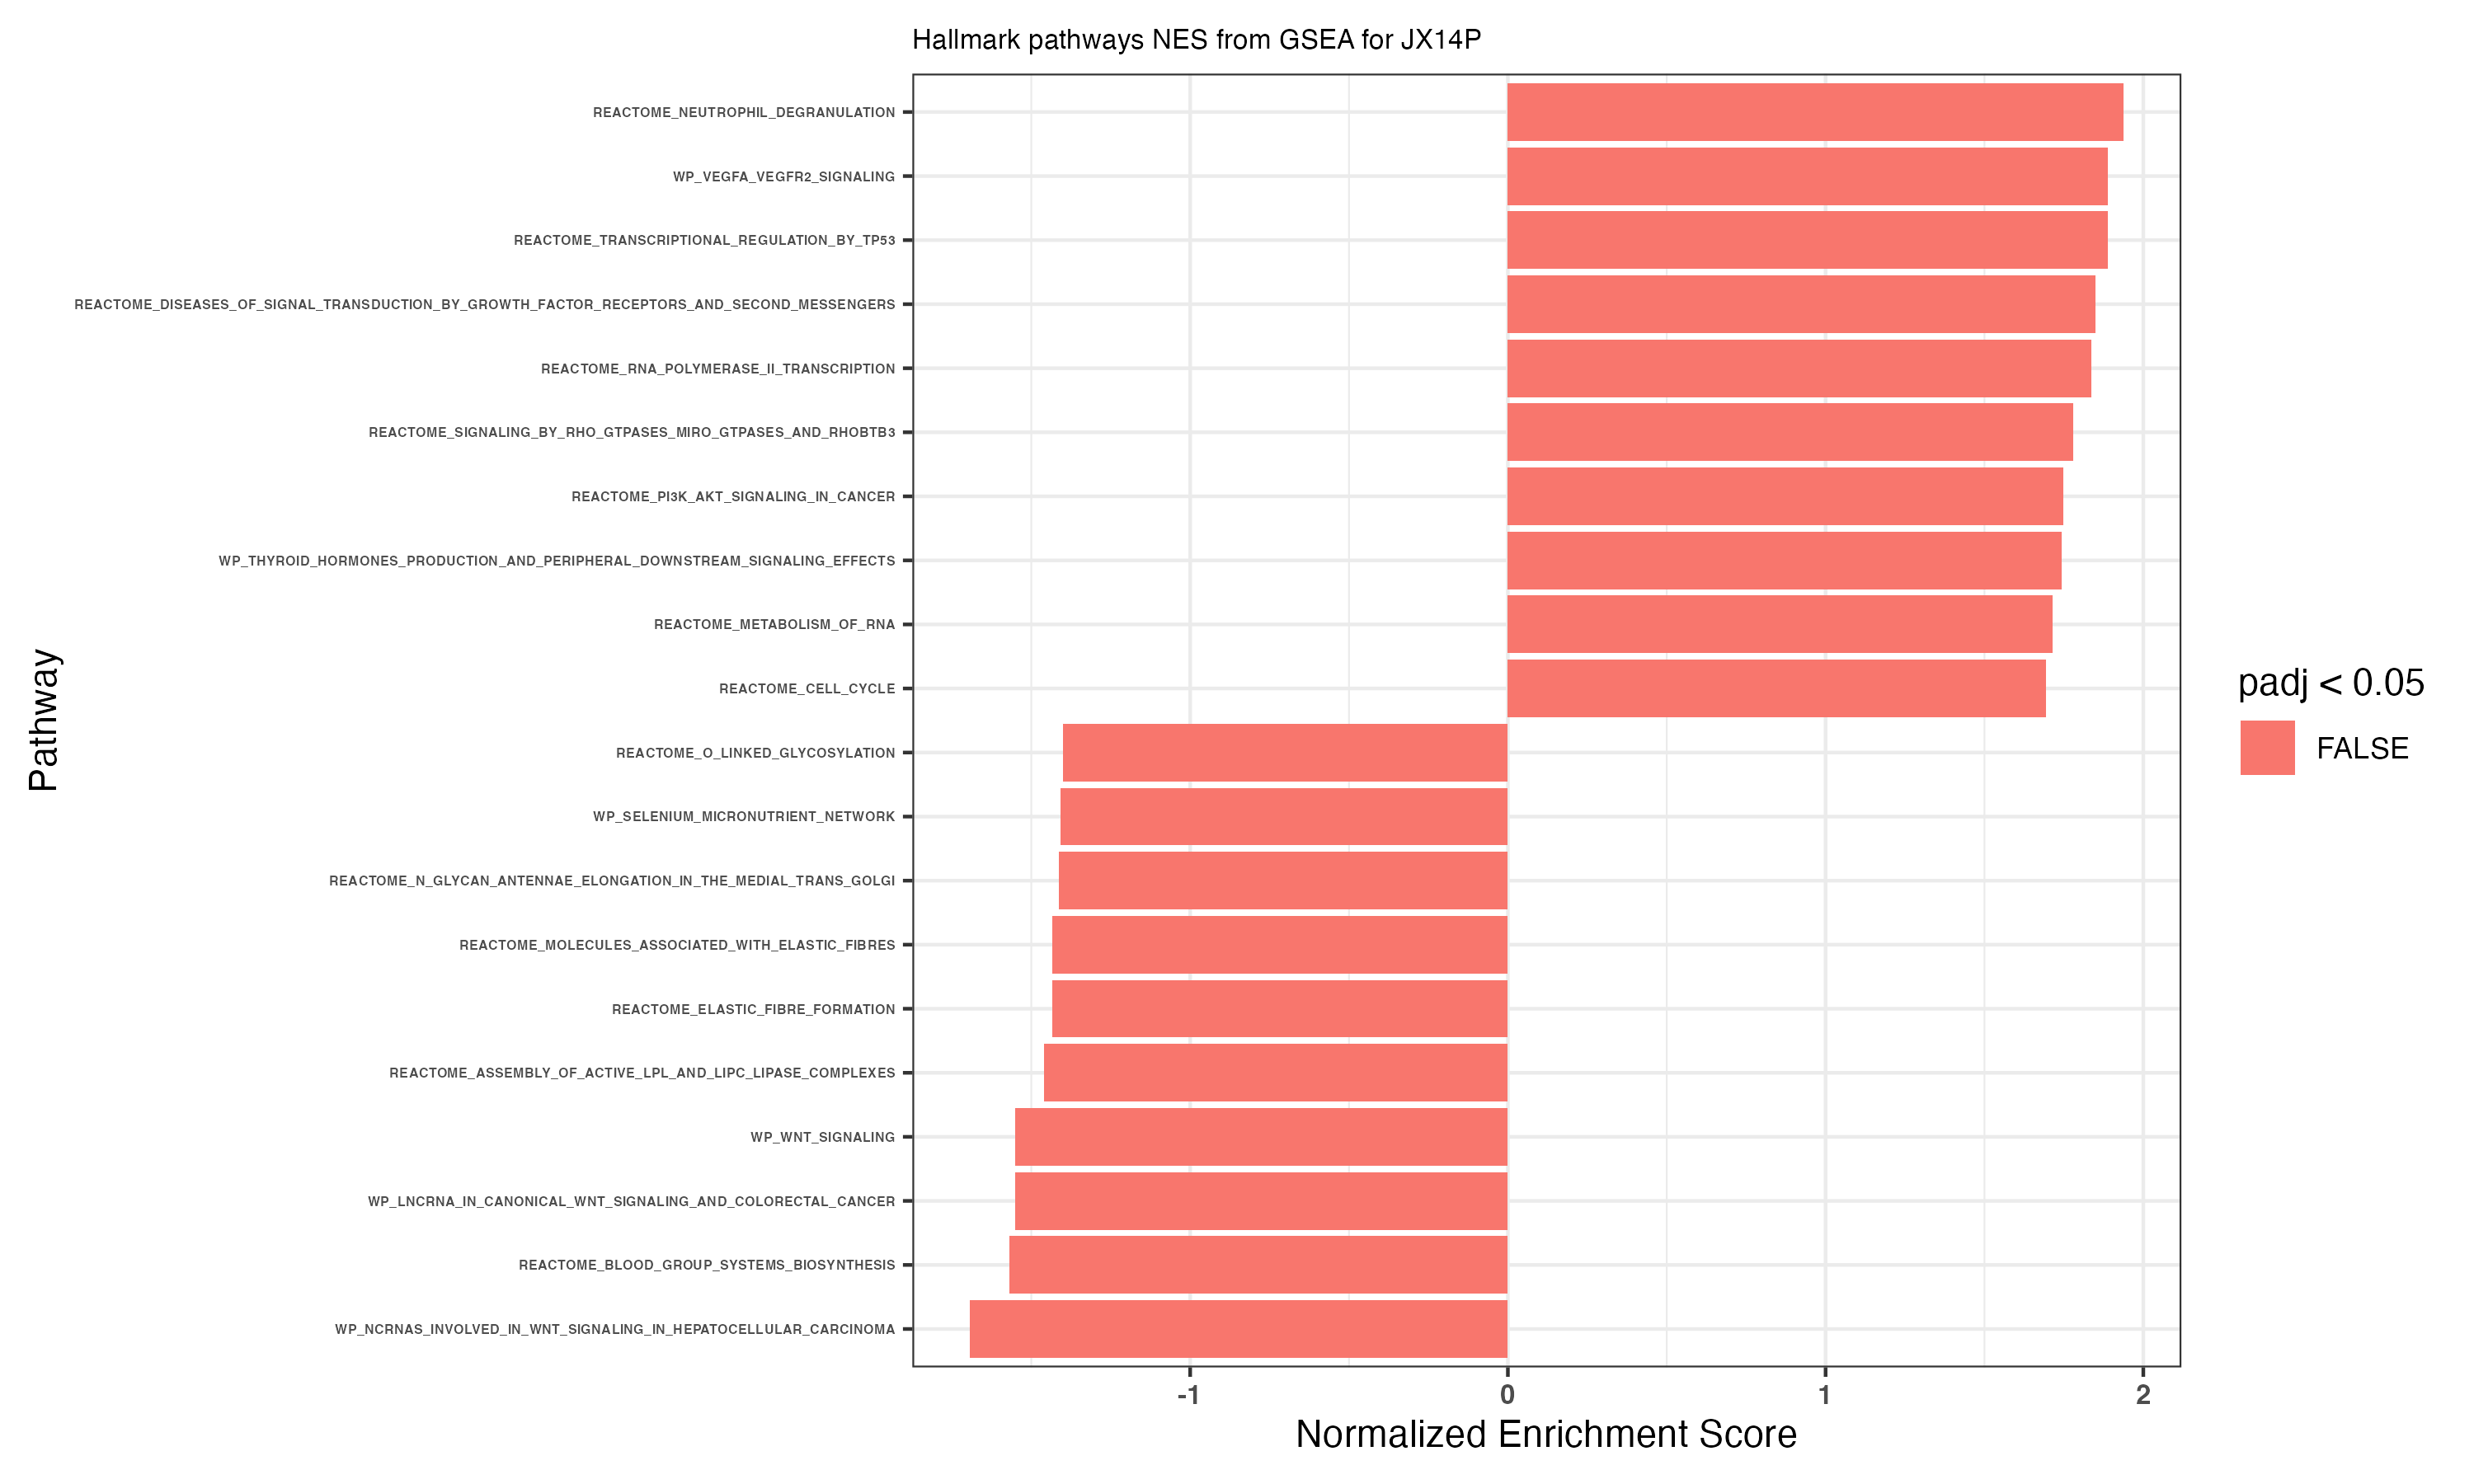 Hallmark pathways NES from GSEA for JX14P
REACTOME_NEUTROPHIL_DEGRANULATION
WP_VEGFA_VEGFR2_SIGNALING
REACTOME_TRANSCRIPTIONAL_REGULATION_BY_TP53
REACTOME_DISEASES_OF_SIGNAL_TRANSDUCTION_BY_GROWTH_FACTOR_RECEPTORS_AND_SECOND_MESSENGERS
REACTOME_RNA_POLYMERASE_II_TRANSCRIPTION
REACTOME_SIGNALING_BY_RHO_GTPASES_MIRO_GTPASES_AND_RHOBTB3
REACTOME_PI3K_AKT_SIGNALING_IN_CANCER
WP_THYROID_HORMONES_PRODUCTION_AND_PERIPHERAL_DOWNSTREAM_SIGNALING_EFFECTS
REACTOME_METABOLISM_OF_RNA
REACTOME_CELL_CYCLE
REACTOME_O_LINKED_GLYCOSYLATION
WP_SELENIUM_MICRONUTRIENT_NETWORK
REACTOME_N_GLYCAN_ANTENNAE_ELONGATION_IN_THE_MEDIAL_TRANS_GOLGI
REACTOME_MOLECULES_ASSOCIATED_WITH_ELASTIC_FIBRES
REACTOME_ELASTIC_FIBRE_FORMATION
REACTOME_ASSEMBLY_OF_ACTIVE_LPL_AND_LIPC_LIPASE_COMPLEXES
WP_WNT_SIGNALING
WP_LNCRNA_IN_CANONICAL_WNT_SIGNALING_AND_COLORECTAL_CANCER
REACTOME_BLOOD_GROUP_SYSTEMS_BIOSYNTHESIS
WP_NCRNAS_INVOLVED_IN_WNT_SIGNALING_IN_HEPATOCELLULAR_CARCINOMA
Pathway
-1 0 1 2
Normalized Enrichment Score
padj < 0.05
FALSE